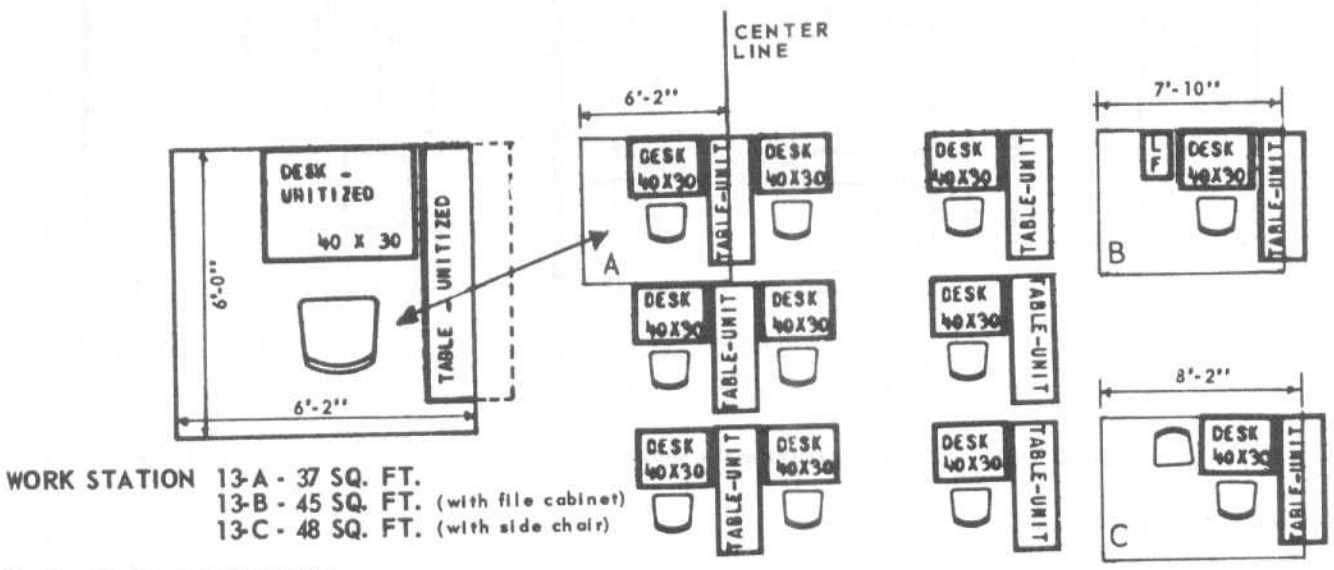 CENTER
LINE
6'-2"
7'-10"
DESK -
UNITIZED
40 X 30
TABLE - UNITIZED
6'-0"
6'-2"
DESK
40X30
TABLE-UNIT
DESK
40X30
A
DESK
40X30
TABLE-UNIT
LF
DESK
40X30
TABLE-UNIT
B
DESK
40X30
TABLE-UNIT
DESK
40X30
DESK
40X30
TABLE-UNIT
8'-2"
DESK
40X30
TABLE-UNIT
DESK
40X30
DESK
40X30
TABLE-UNIT
DESK
40X30
TABLE-UNIT
C
WORK STATION 13-A - 37 SQ. FT.
13-B - 45 SQ. FT. (with file cabinet)
13-C - 48 SQ. FT. (with side chair)